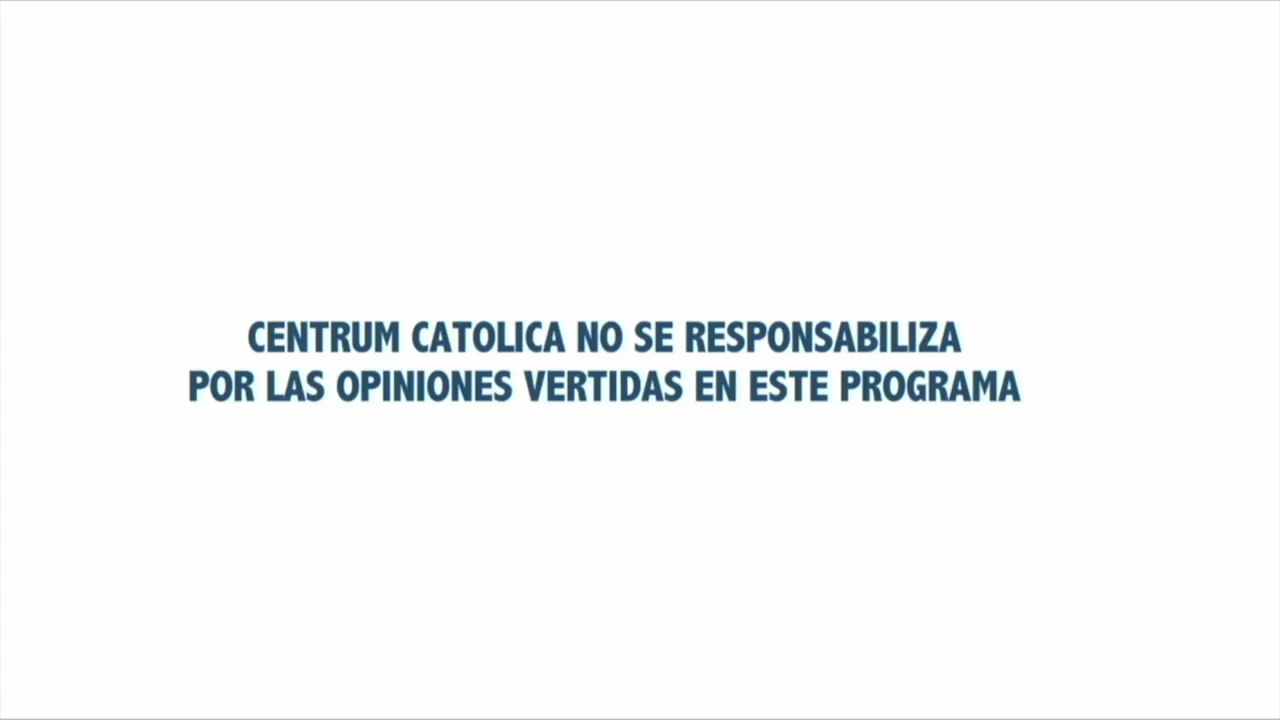 CENTRUM CATOLICA NO SE RESPONSABILIZA
POR LAS OPINIONES VERTIDAS EN ESTE PROGRAMA